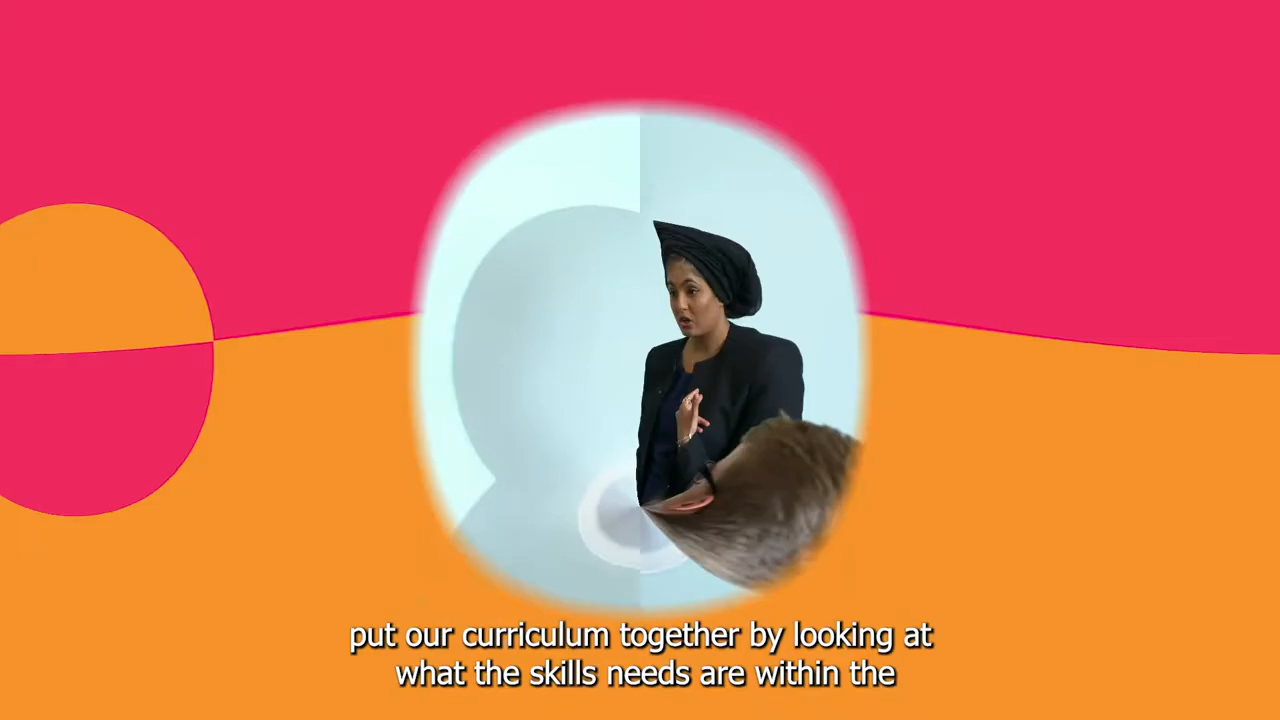 put our curriculum together by looking at
what the skills needs are within the